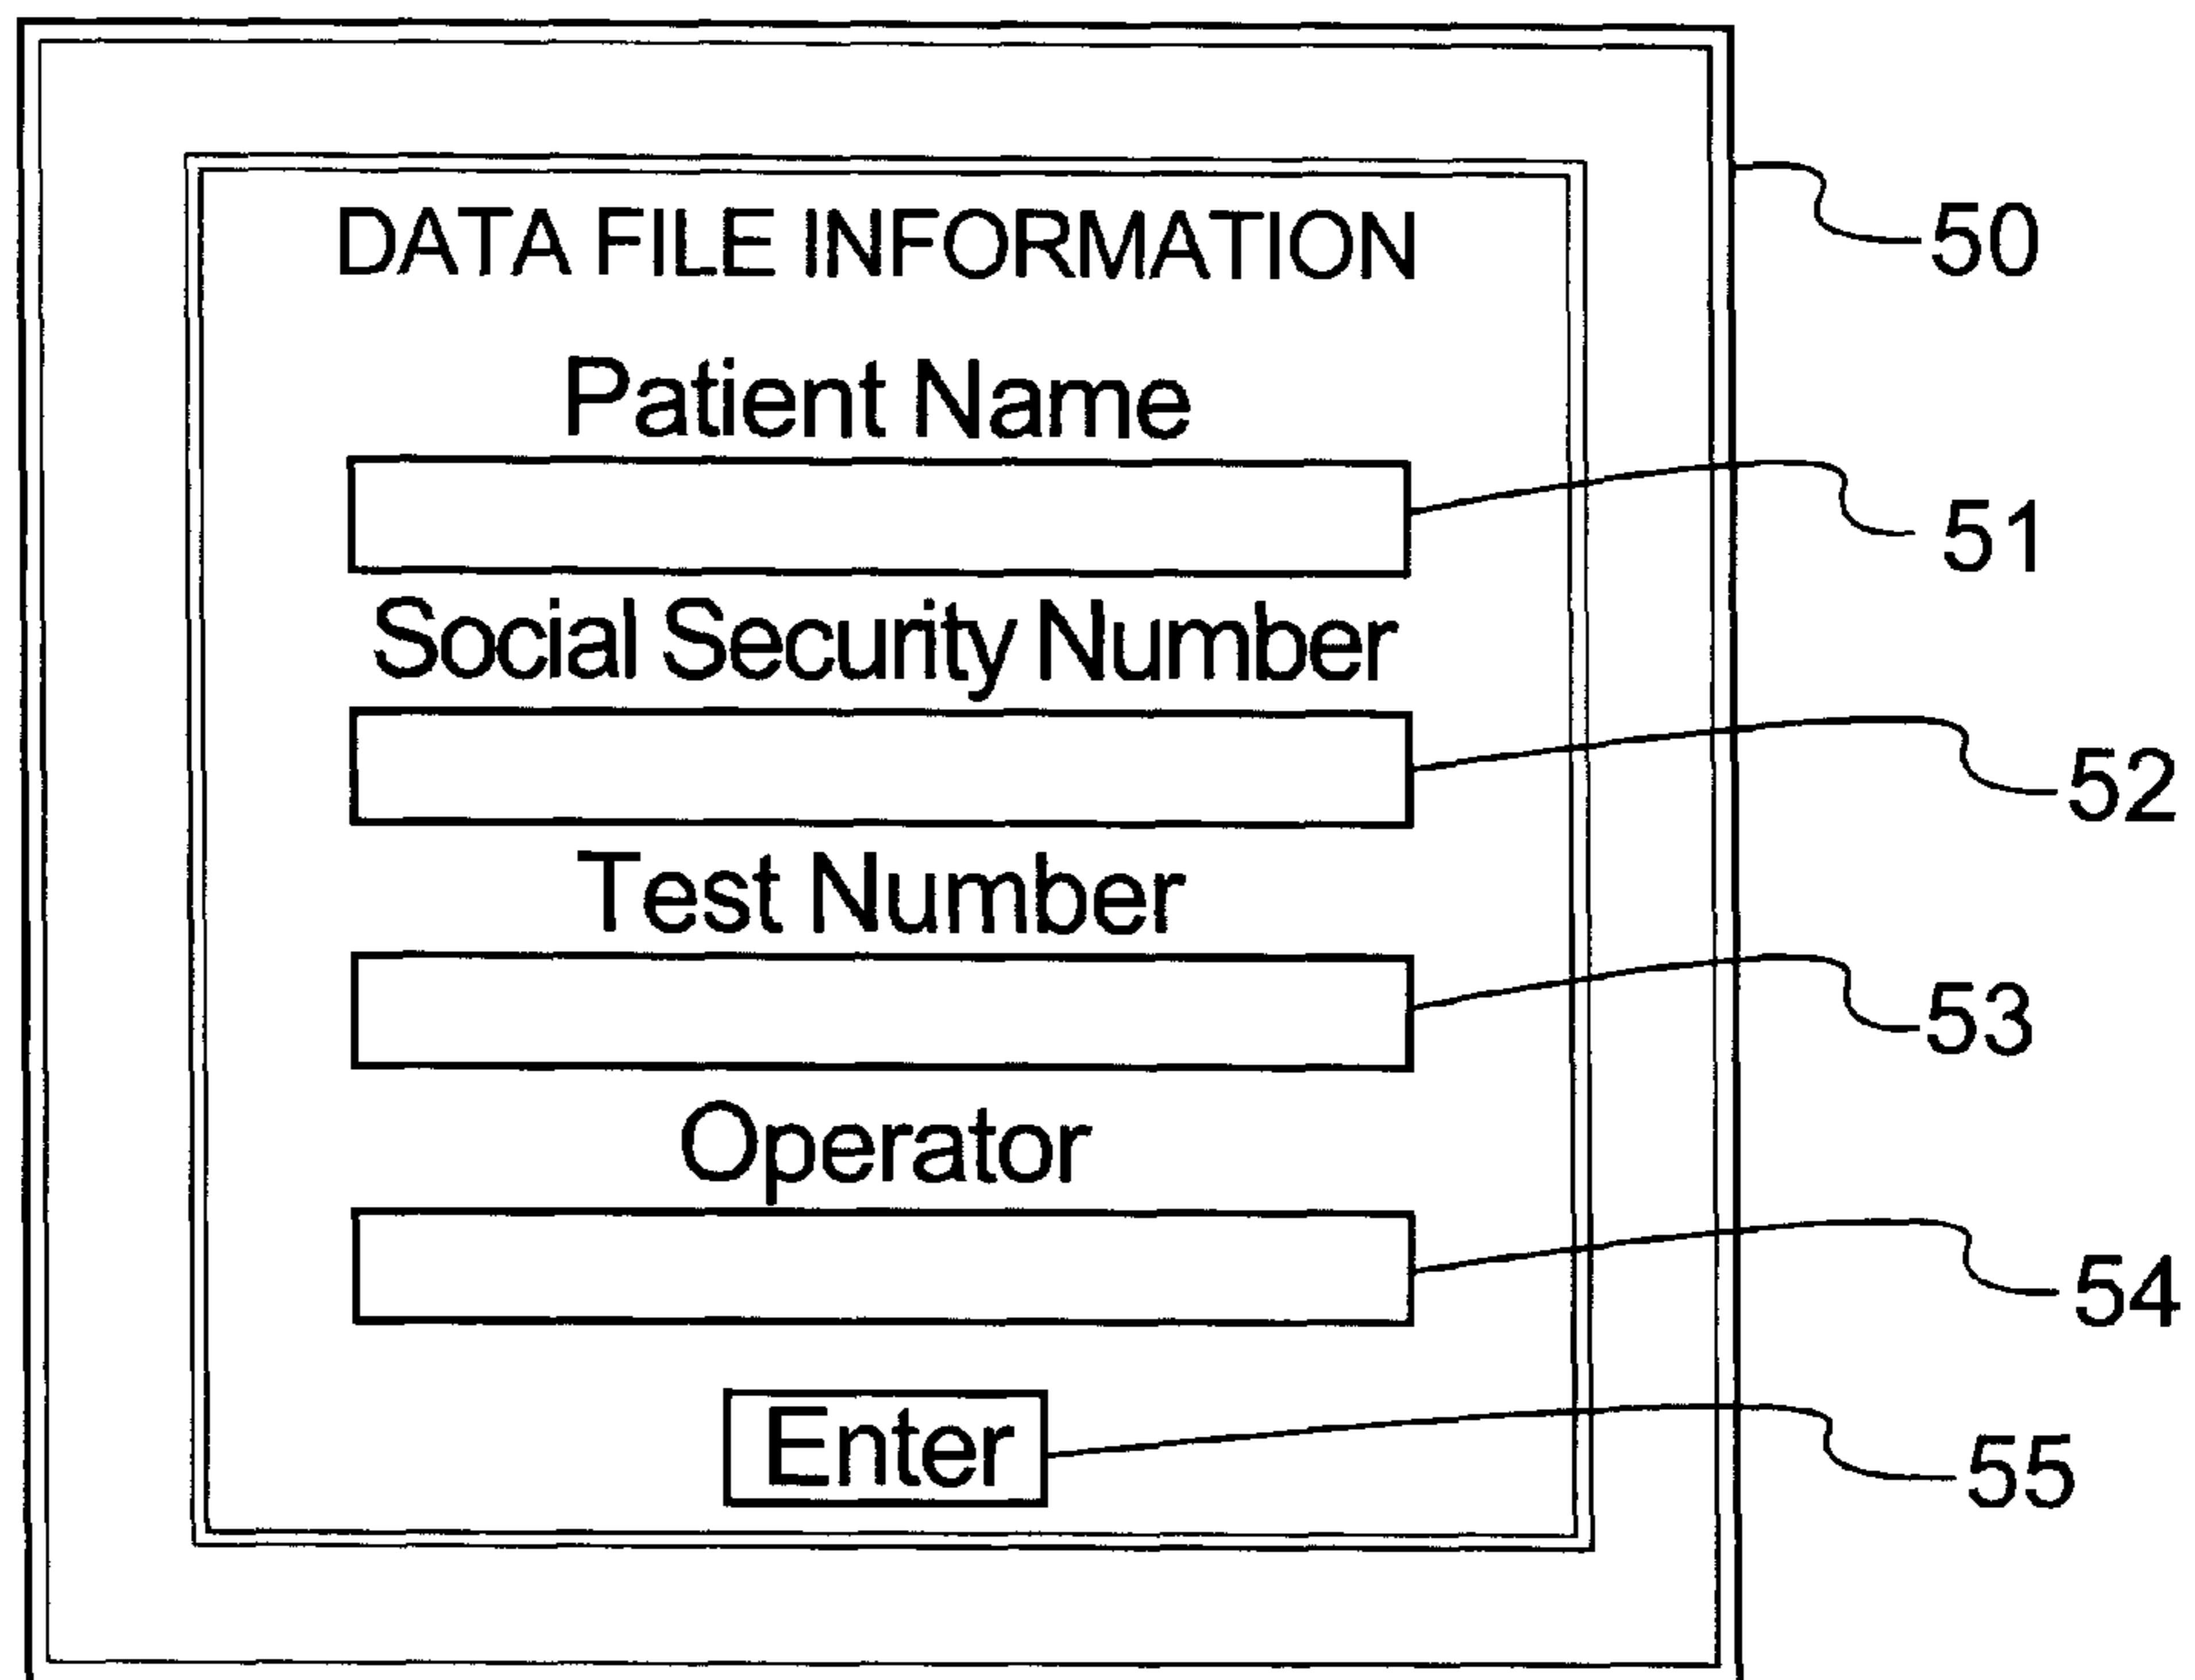 DATA FILE INFORMATION
50
Patient Name
51
Social Security Number
52
Test Number
53
Operator
54
Enter
55